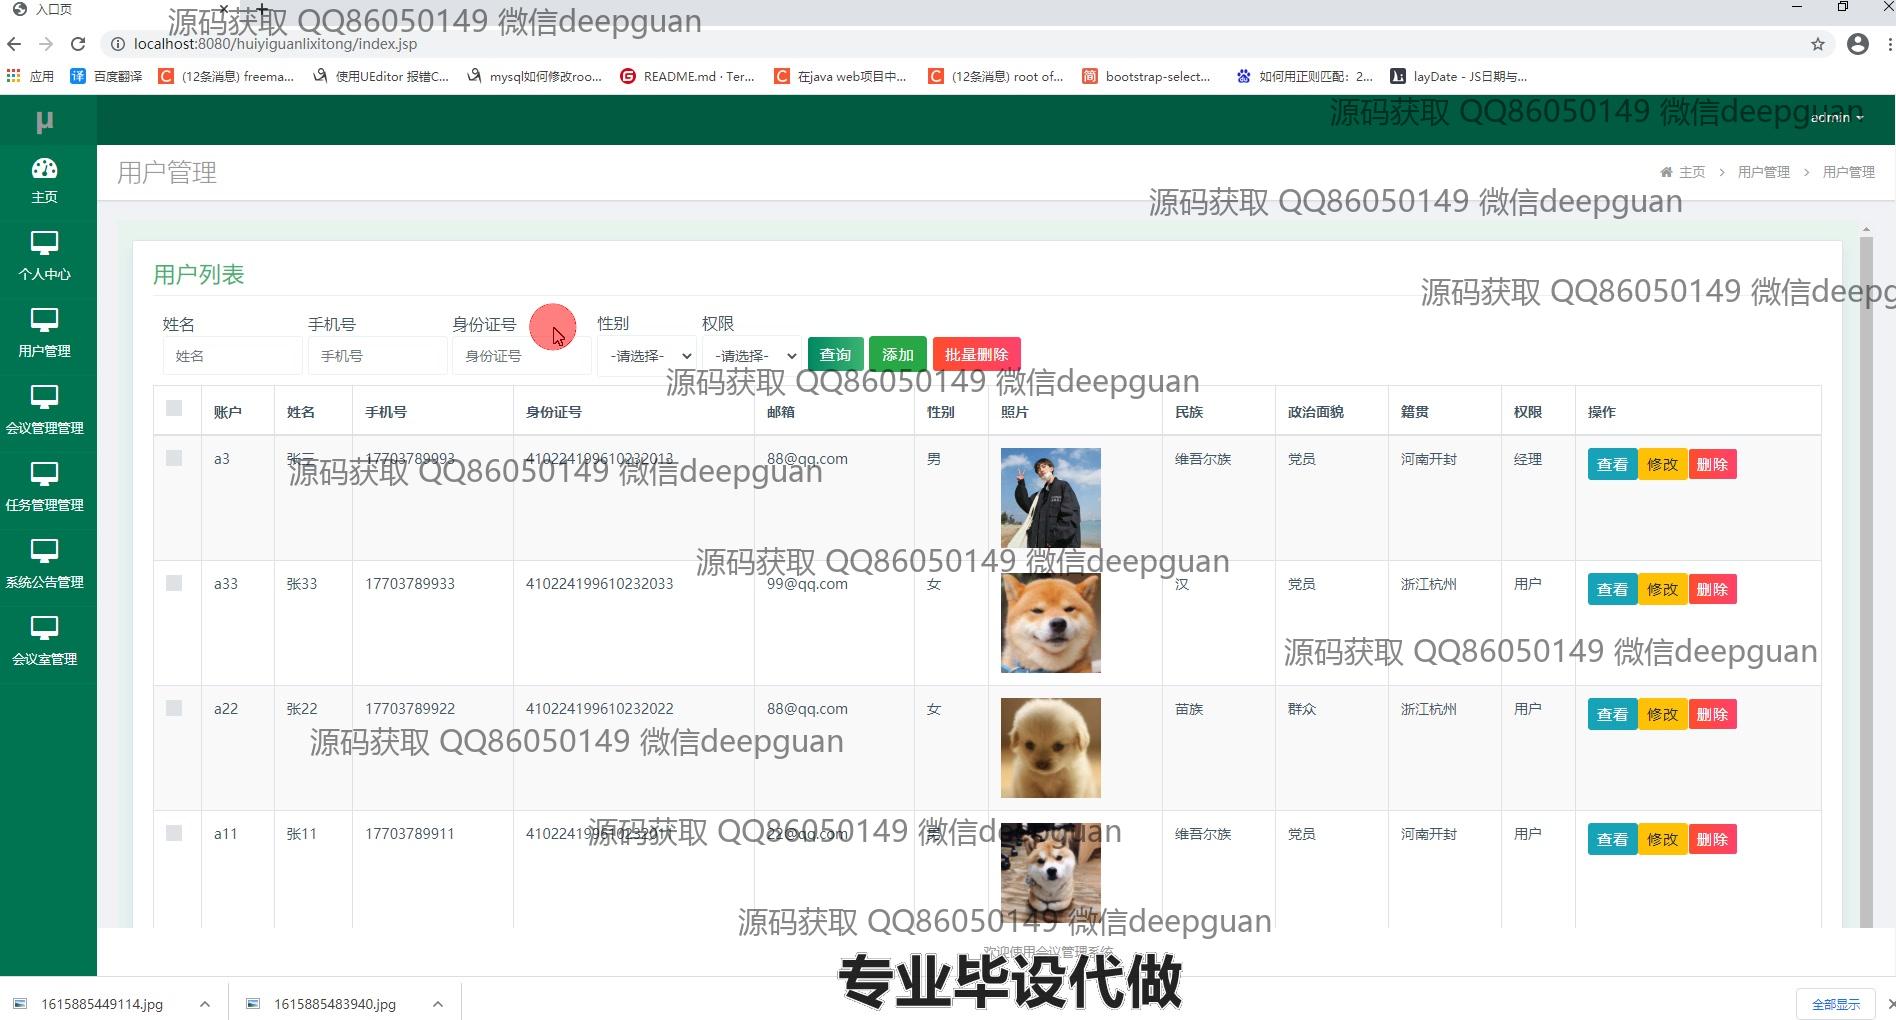 入口页
源码获取 QQ86050149 微信deepguan
localhost:8080/huiyiguanlixitong/index.jsp
应用 百度翻译 (12条消息) freema... 使用UEditor 报错C... mysql如何修改roo... README.md · Ter... 在java web项目中... (12条消息) root of... bootstrap-select... 如何用正则匹配：2... layDate - JS日期与...
源码获取 QQ86050149 微信deepguan
μ admin
用户管理 主页 > 用户管理 > 用户管理
源码获取 QQ86050149 微信deepguan
主页
个人中心
用户管理
会议管理管理
任务管理管理
系统公告管理
会议室管理
用户列表
源码获取 QQ86050149 微信deepg
姓名 手机号 身份证号 性别 权限
姓名 手机号 身份证号 -请选择- -请选择- 查询 添加 批量删除
源码获取 QQ86050149 微信deepguan
账户 姓名 手机号 身份证号 邮箱 性别 照片 民族 政治面貌 籍贯 权限 操作
a3 张三 17703789993 410224199610232013 88@qq.com 男 维吾尔族 党员 河南开封 经理 查看 修改 删除
源码获取 QQ86050149 微信deepguan
源码获取 QQ86050149 微信deepguan
a33 张33 17703789933 410224199610232033 99@qq.com 女 汉 党员 浙江杭州 用户 查看 修改 删除
源码获取 QQ86050149 微信deepguan
a22 张22 17703789922 410224199610232022 88@qq.com 女 苗族 群众 浙江杭州 用户 查看 修改 删除
源码获取 QQ86050149 微信deepguan
a11 张11 17703789911 410224199610232011 22@qq.com 男 维吾尔族 党员 河南开封 用户 查看 修改 删除
源码获取 QQ86050149 微信deepguan
源码获取 QQ86050149 微信deepguan
欢迎使用会议管理系统
专业毕设代做
1615885449114.jpg 1615885483940.jpg 全部显示